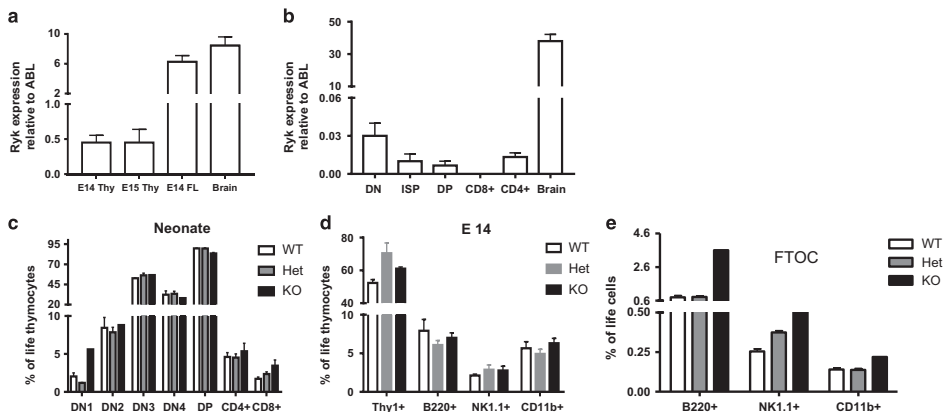 a
Ryk expression
relative to ABL
10
6
2
1.0
0.5
0.0
E14 Thy E15 Thy E14 FL Brain
b
Ryk expression
relative to ABL
50
30
10
0.06
0.03
0.00
DN ISP DP CD8+ CD4+ Brain
c
Neonate
% of life thymocytes
95
70
45
20
10
5
0
DN1 DN2 DN3 DN4 DP CD4+ CD8+
WT
Het
KO
d
E 14
% of life thymocytes
80
60
40
10
5
0
Thy1+ B220+ NK1.1+ CD11b+
WT
Het
KO
e
FTOC
% of life cells
4.6
2.6
0.6
0.50
0.25
0.00
B220+ NK1.1+ CD11b+
WT
Het
KO